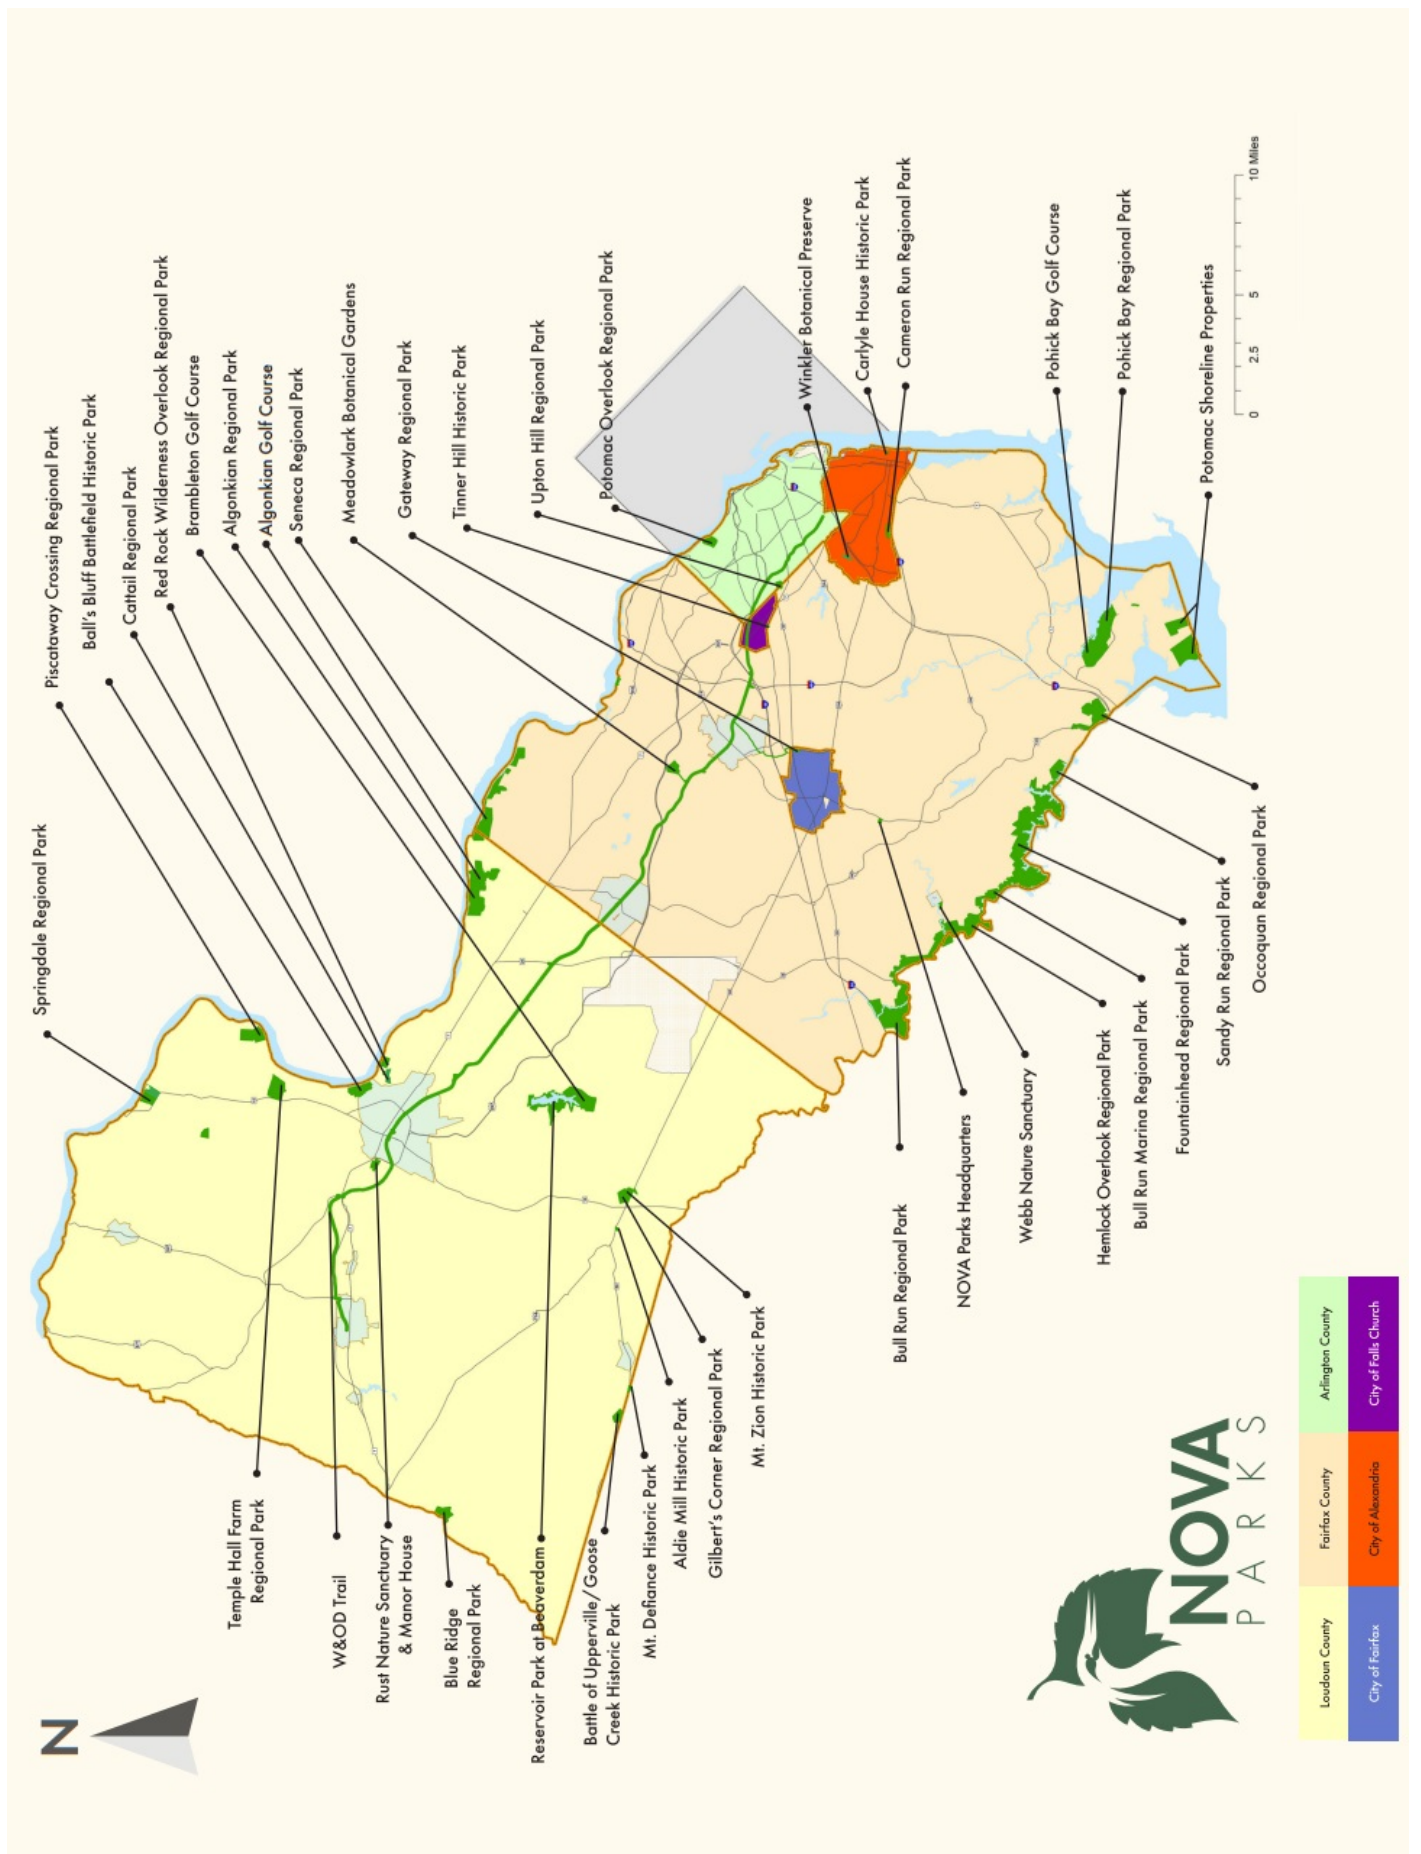 N
Springdale Regional Park
Piscataway Crossing Regional Park
Ball's Bluff Battlefield Historic Park
Cattail Regional Park
Red Rock Wilderness Overlook Regional Park
Brambleton Golf Course
Algonkian Regional Park
Algonkian Golf Course
Seneca Regional Park
Meadowlark Botanical Gardens
Gateway Regional Park
Tinner Hill Historic Park
Upton Hill Regional Park
Potomac Overlook Regional Park
Winkler Botanical Preserve
Carlyle House Historic Park
Cameron Run Regional Park
Pohick Bay Golf Course
Pohick Bay Regional Park
Potomac Shoreline Properties
0 2.5 5 10 Miles
Temple Hall Farm
Regional Park
W&OD Trail
Rust Nature Sanctuary
& Manor House
Blue Ridge
Regional Park
Reservoir Park at Beaverdam
Battle of Upperville/Goose
Creek Historic Park
Mt. Defiance Historic Park
Aldie Mill Historic Park
Gilbert's Corner Regional Park
Mt. Zion Historic Park
Bull Run Regional Park
NOVA Parks Headquarters
Webb Nature Sanctuary
Hemlock Overlook Regional Park
Bull Run Marina Regional Park
Fountainhead Regional Park
Sandy Run Regional Park
Occoquan Regional Park
NOVA
PARKS
Loudoun County
Fairfax County
Arlington County
City of Fairfax
City of Alexandria
City of Falls Church